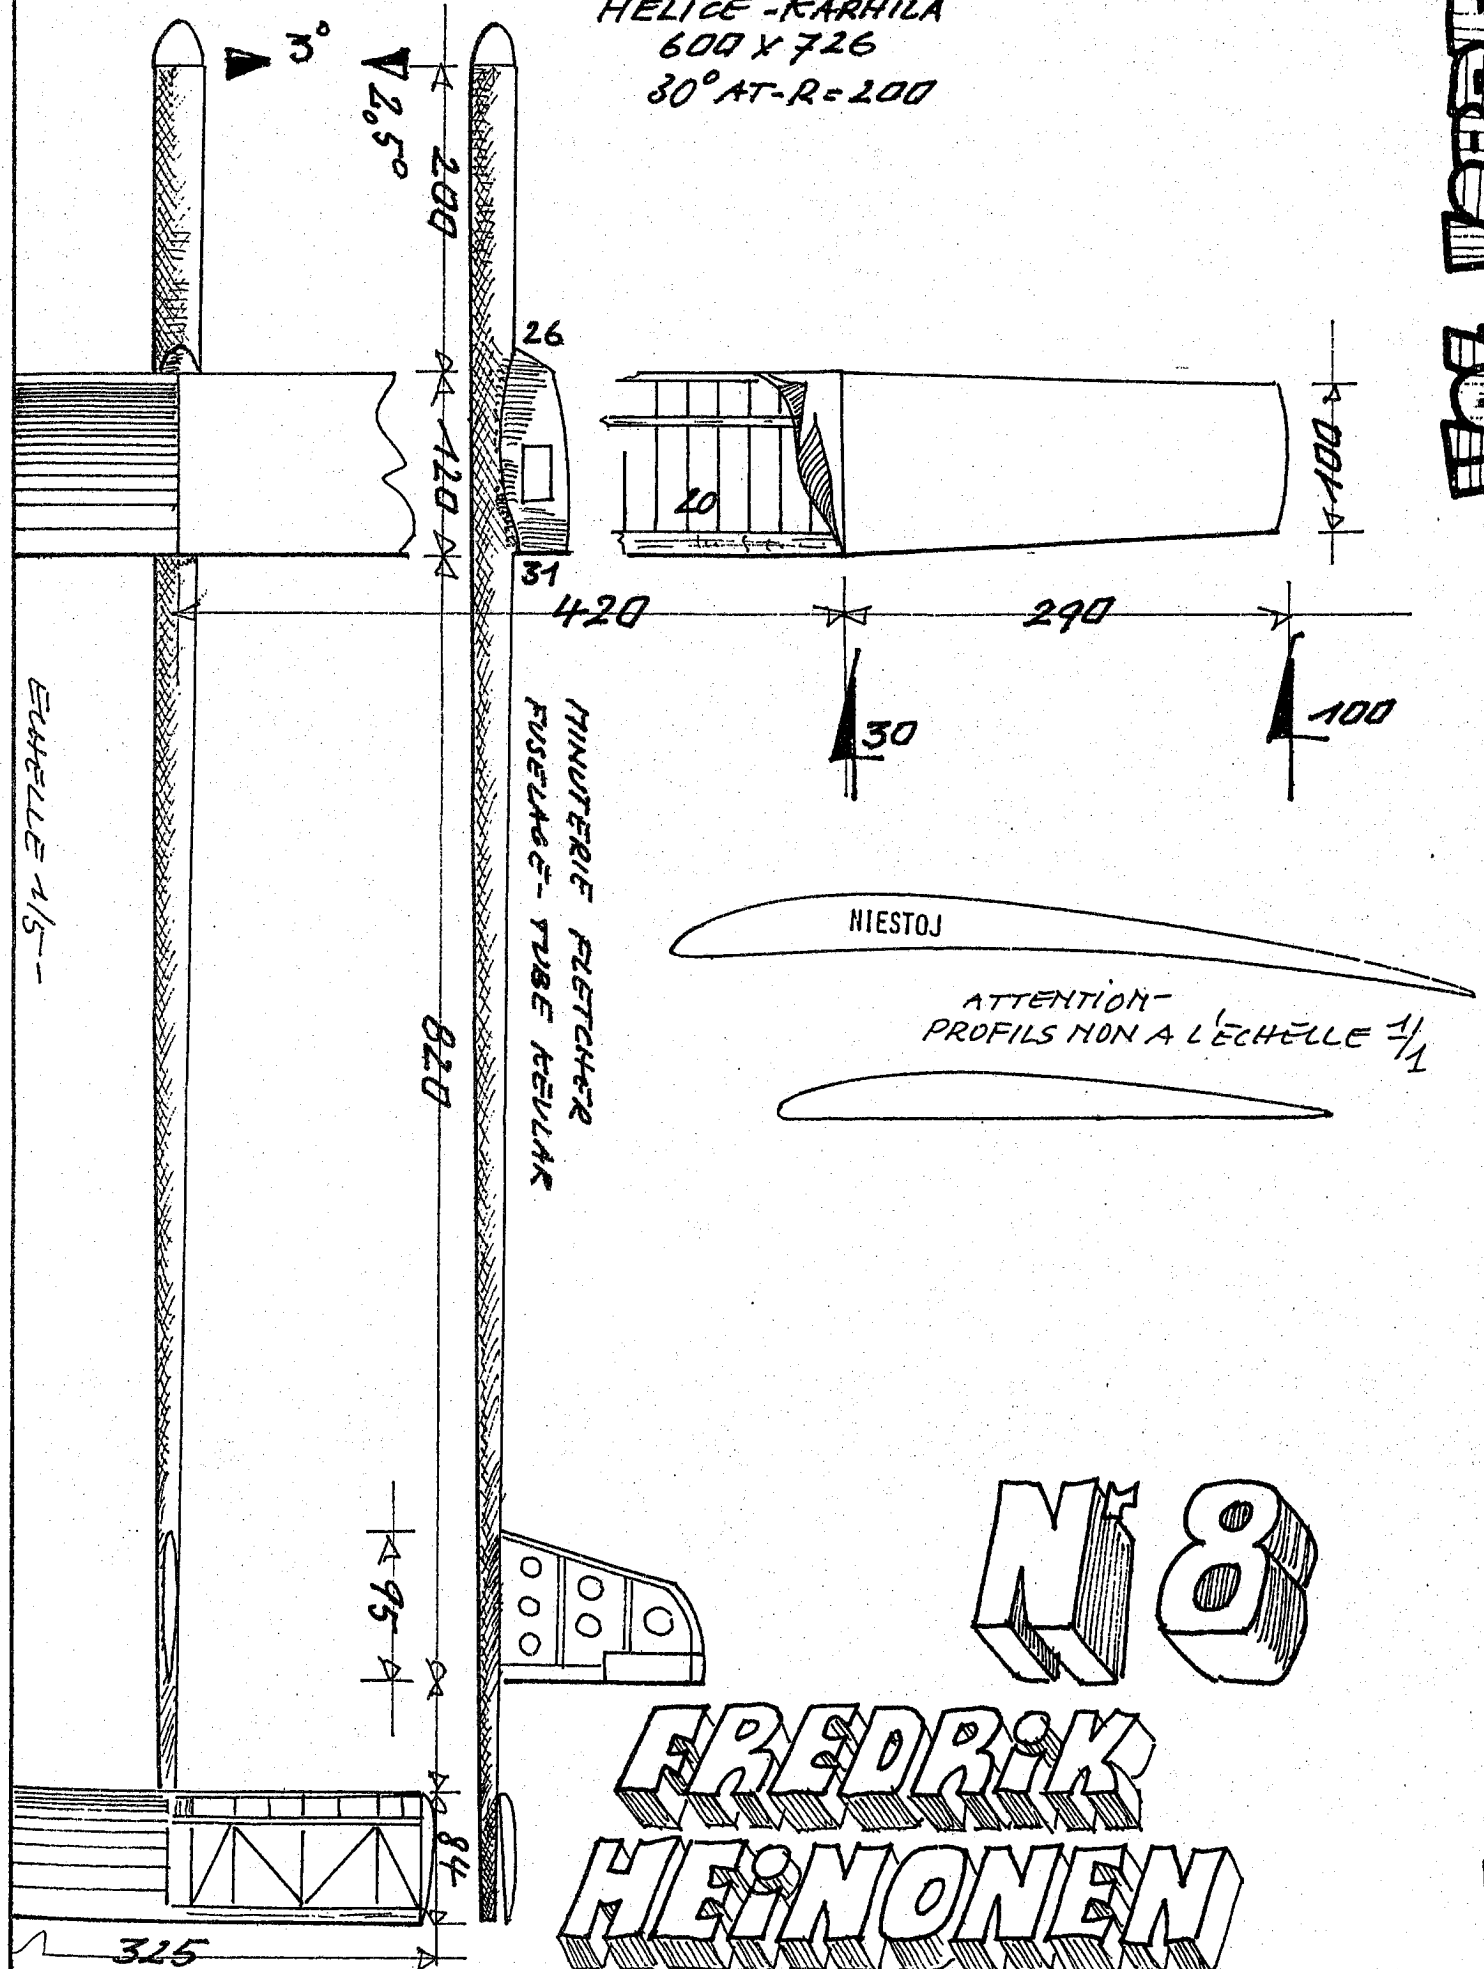 HELICE - KARHILA
600 X 726
30° AT-R=200
3°
2,5°
200
26
120
20
100
31
420
290
30
100
MINUTERIE FLETCHER
FUSELAGE - TUBE KEVLAR
ECHELLE 1/5 -
NIESTOJ
ATTENTION -
PROFILS NON A L'ECHELLE 1/1
820
95
84
325
Nr 8
FREDRiK
HEiNONEN